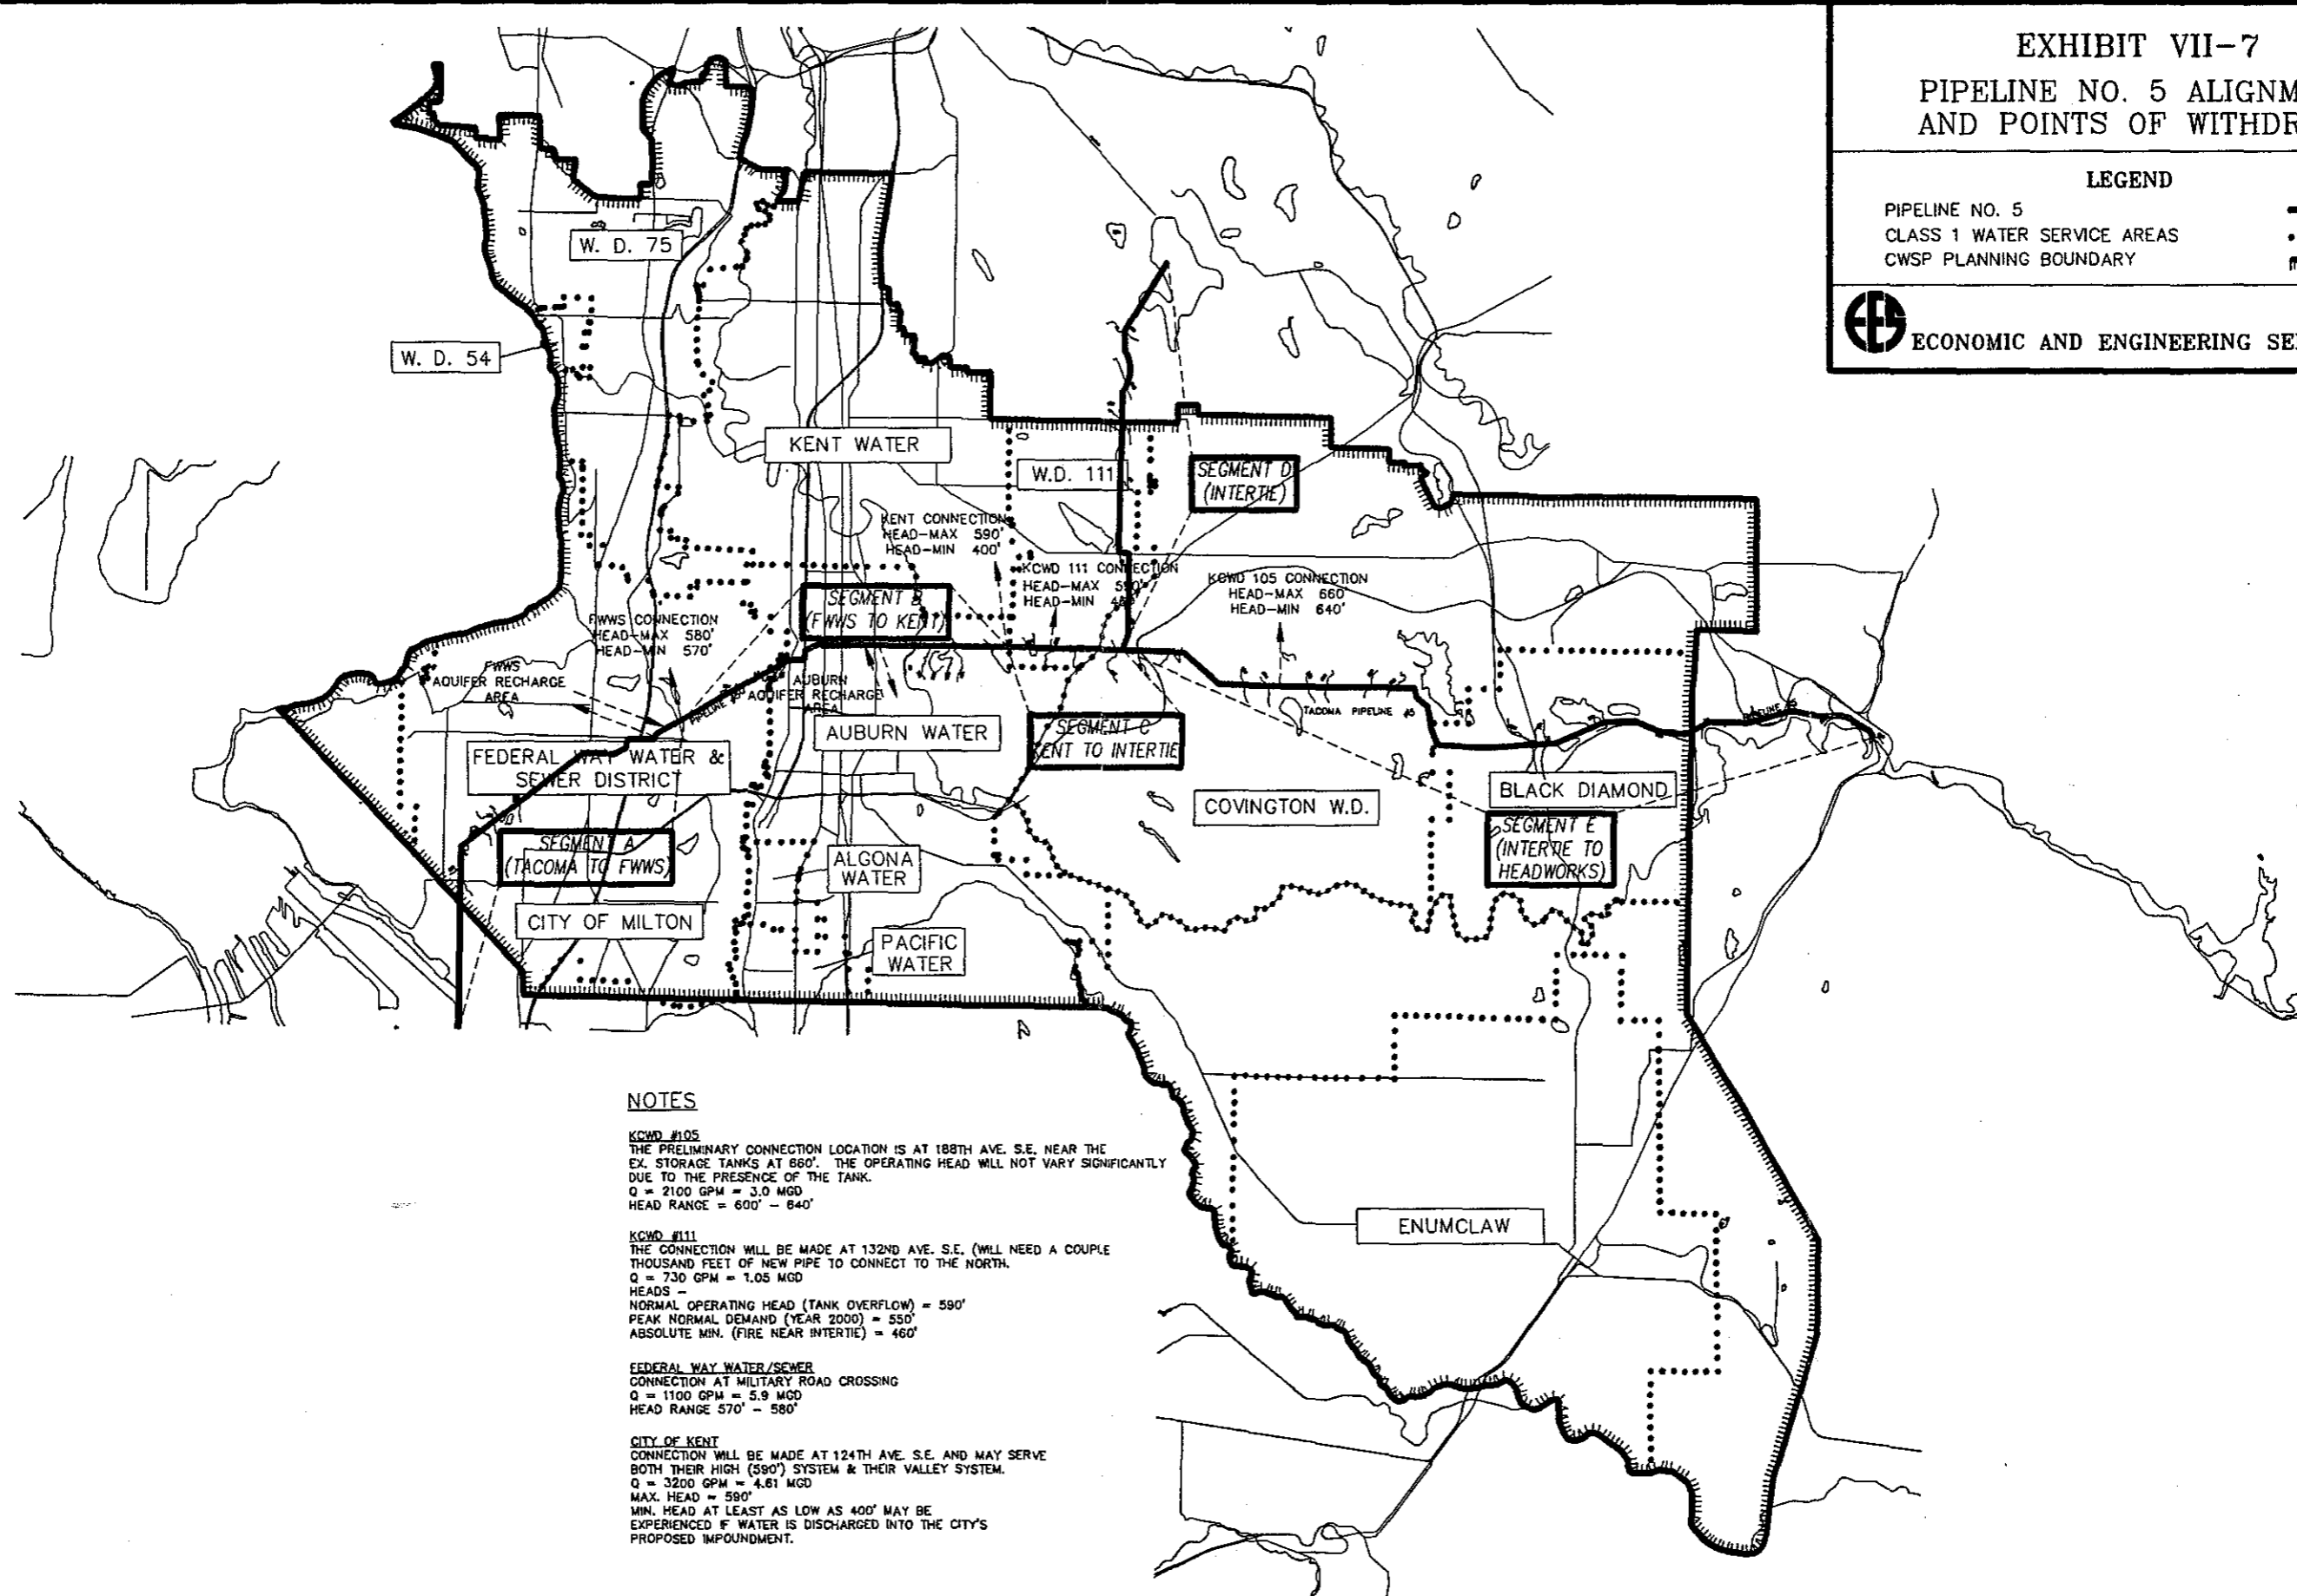 EXHIBIT VII-7
PIPELINE NO. 5 ALIGNM
AND POINTS OF WITHDR
LEGEND
PIPELINE NO. 5
CLASS 1 WATER SERVICE AREAS
CWSP PLANNING BOUNDARY
EES
ECONOMIC AND ENGINEERING SE
W. D. 75
W. D. 54
KENT WATER
W.D. 111
SEGMENT D
(INTERTIE)
KENT CONNECTION
HEAD-MAX 590'
HEAD-MIN 400'
KCWD 111 CONNECTION
HEAD-MAX
HEAD-MIN
KCWD 105 CONNECTION
HEAD-MAX 660'
HEAD-MIN 640'
SEGMENT B
(FWWS TO KENT)
FWWS CONNECTION
HEAD-MAX 580'
HEAD-MIN 570'
FWWS
AQUIFER RECHARGE
AREA
AUBURN
AQUIFER RECHARGE
AREA
PIPELINE
TACOMA PIPELINE #5
PIPELINE #5
AUBURN WATER
SEGMENT C
KENT TO INTERTIE
FEDERAL WAY WATER &
SEWER DISTRICT
COVINGTON W.D.
BLACK DIAMOND
SEGMENT A
(TACOMA TO FWWS)
SEGMENT E
(INTERTIE TO
HEADWORKS)
ALGONA
WATER
CITY OF MILTON
PACIFIC
WATER
ENUMCLAW
NOTES
KCWD #105
THE PRELIMINARY CONNECTION LOCATION IS AT 188TH AVE. S.E. NEAR THE
EX. STORAGE TANKS AT 660'. THE OPERATING HEAD WILL NOT VARY SIGNIFICANTLY
DUE TO THE PRESENCE OF THE TANK.
Q = 2100 GPM = 3.0 MGD
HEAD RANGE = 600' - 640'
KCWD #111
THE CONNECTION WILL BE MADE AT 132ND AVE. S.E. (WILL NEED A COUPLE
THOUSAND FEET OF NEW PIPE TO CONNECT TO THE NORTH.
Q = 730 GPM = 1.05 MGD
HEADS -
NORMAL OPERATING HEAD (TANK OVERFLOW) = 590'
PEAK NORMAL DEMAND (YEAR 2000) = 550'
ABSOLUTE MIN. (FIRE NEAR INTERTIE) = 460'
FEDERAL WAY WATER/SEWER
CONNECTION AT MILITARY ROAD CROSSING
Q = 1100 GPM = 5.9 MGD
HEAD RANGE 570' - 580'
CITY OF KENT
CONNECTION WILL BE MADE AT 124TH AVE. S.E. AND MAY SERVE
BOTH THEIR HIGH (590') SYSTEM & THEIR VALLEY SYSTEM.
Q = 3200 GPM = 4.61 MGD
MAX. HEAD = 590'
MIN. HEAD AT LEAST AS LOW AS 400' MAY BE
EXPERIENCED IF WATER IS DISCHARGED INTO THE CITY'S
PROPOSED IMPOUNDMENT.